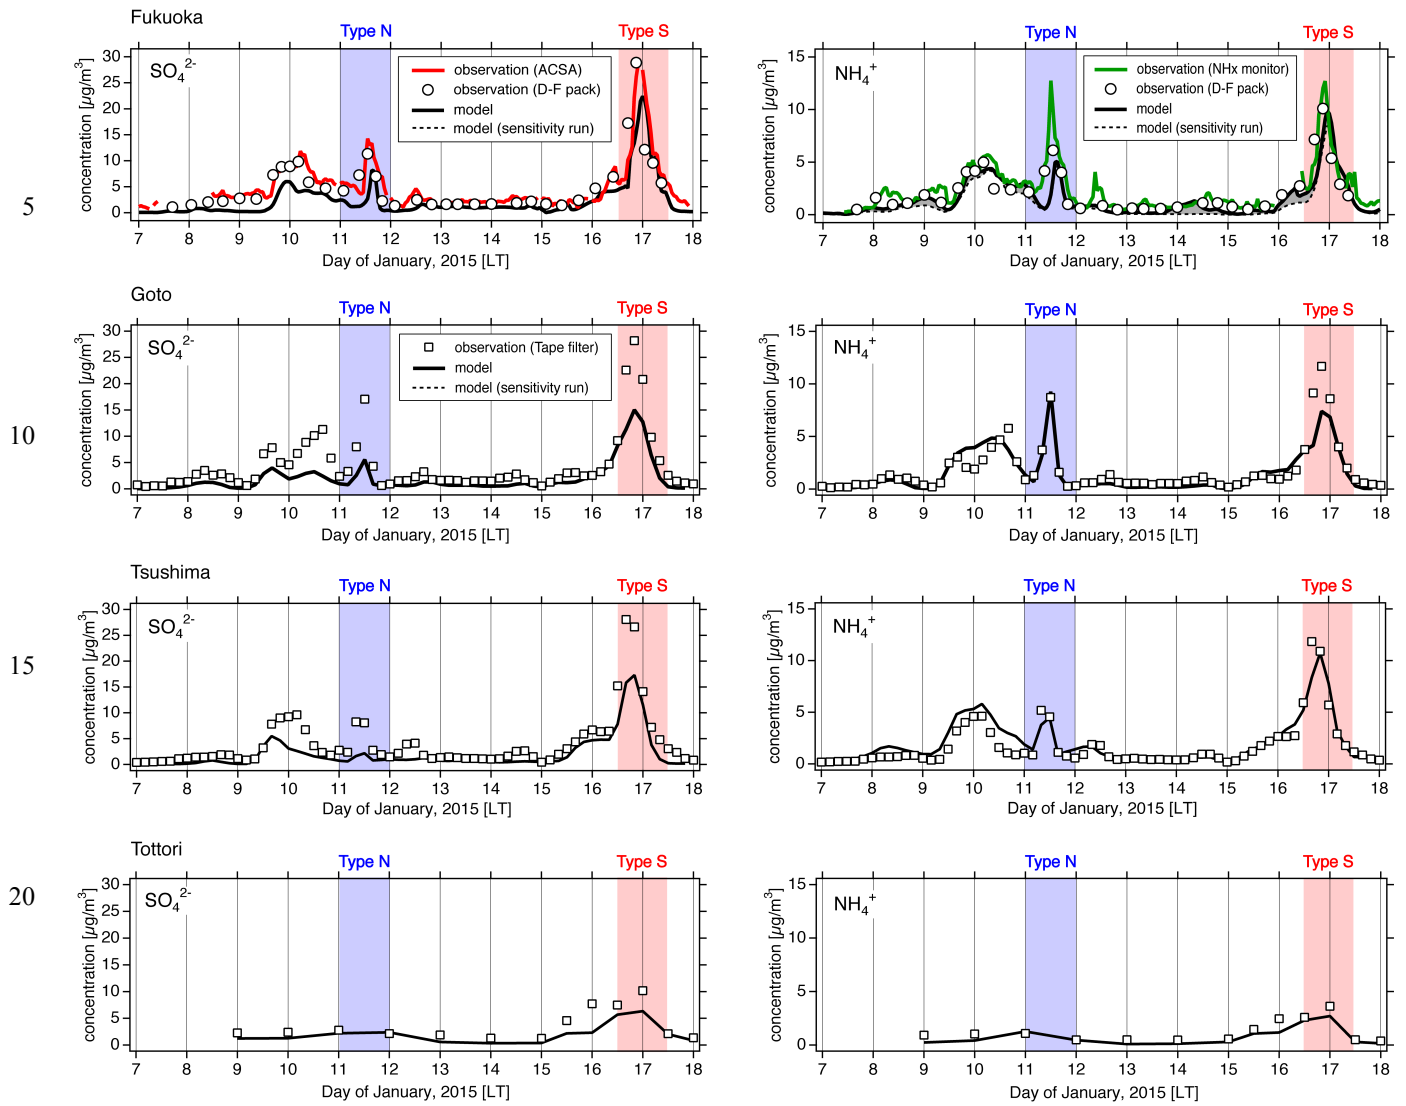 Fukuoka
Type N Type S
SO₄²⁻
observation (ACSA)
observation (D-F pack)
model
model (sensitivity run)
concentration [µg/m³]
30
25
20
15
10
5
0
7 8 9 10 11 12 13 14 15 16 17 18
Day of January, 2015 [LT]
Type N Type S
NH₄⁺
observation (NHx monitor)
observation (D-F pack)
model
model (sensitivity run)
concentration [µg/m³]
15
10
5
0
7 8 9 10 11 12 13 14 15 16 17 18
Day of January, 2015 [LT]
5
Goto
Type N Type S
SO₄²⁻
observation (Tape filter)
model
model (sensitivity run)
concentration [µg/m³]
30
25
20
15
10
5
0
7 8 9 10 11 12 13 14 15 16 17 18
Day of January, 2015 [LT]
Type N Type S
NH₄⁺
concentration [µg/m³]
15
10
5
0
7 8 9 10 11 12 13 14 15 16 17 18
Day of January, 2015 [LT]
10
Tsushima
Type N Type S
SO₄²⁻
concentration [µg/m³]
30
25
20
15
10
5
0
7 8 9 10 11 12 13 14 15 16 17 18
Day of January, 2015 [LT]
Type N Type S
NH₄⁺
concentration [µg/m³]
15
10
5
0
7 8 9 10 11 12 13 14 15 16 17 18
Day of January, 2015 [LT]
15
Tottori
Type N Type S
SO₄²⁻
concentration [µg/m³]
30
25
20
15
10
5
0
7 8 9 10 11 12 13 14 15 16 17 18
Day of January, 2015 [LT]
Type N Type S
NH₄⁺
concentration [µg/m³]
15
10
5
0
7 8 9 10 11 12 13 14 15 16 17 18
Day of January, 2015 [LT]
20